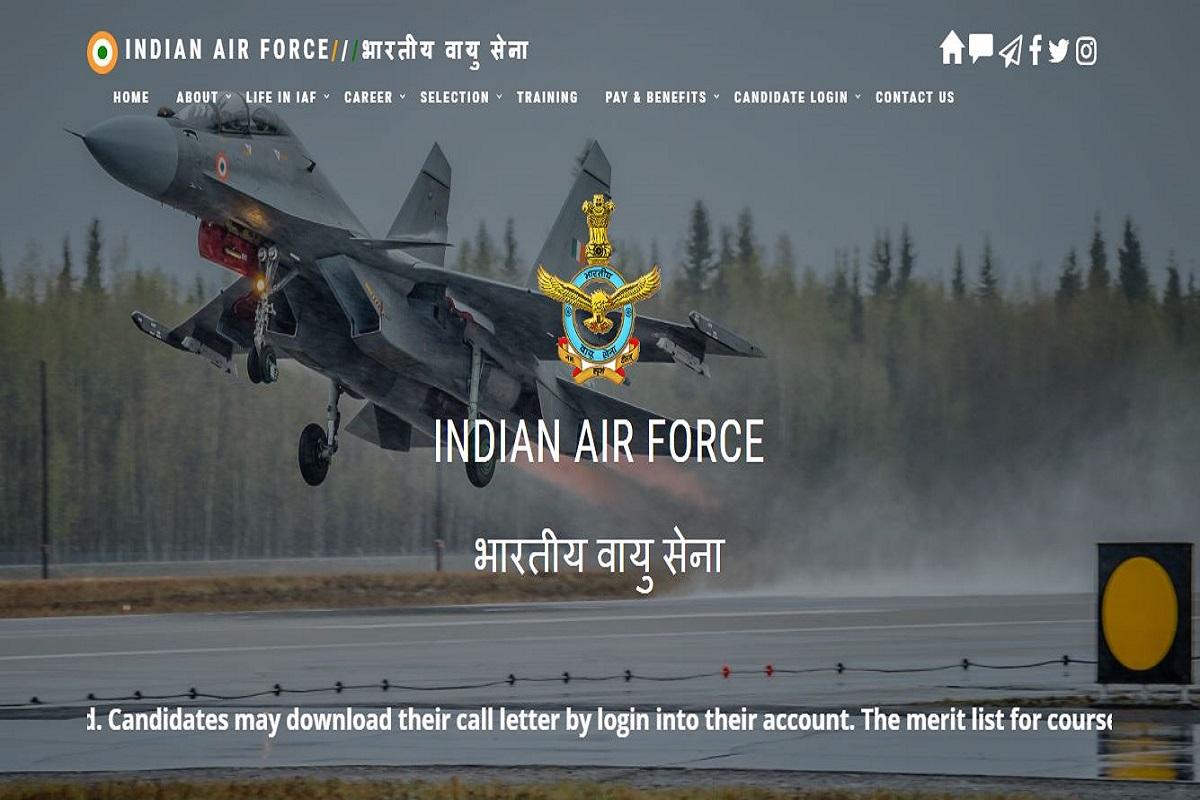 INDIAN AIR FORCE///भारतीय वायु सेना
HOME ABOUT LIFE IN IAF CAREER SELECTION TRAINING PAY & BENEFITS CANDIDATE LOGIN CONTACT US
भारतीय
वायु सेना
INDIAN AIR FORCE
भारतीय वायु सेना
d. Candidates may download their call letter by login into their account. The merit list for course